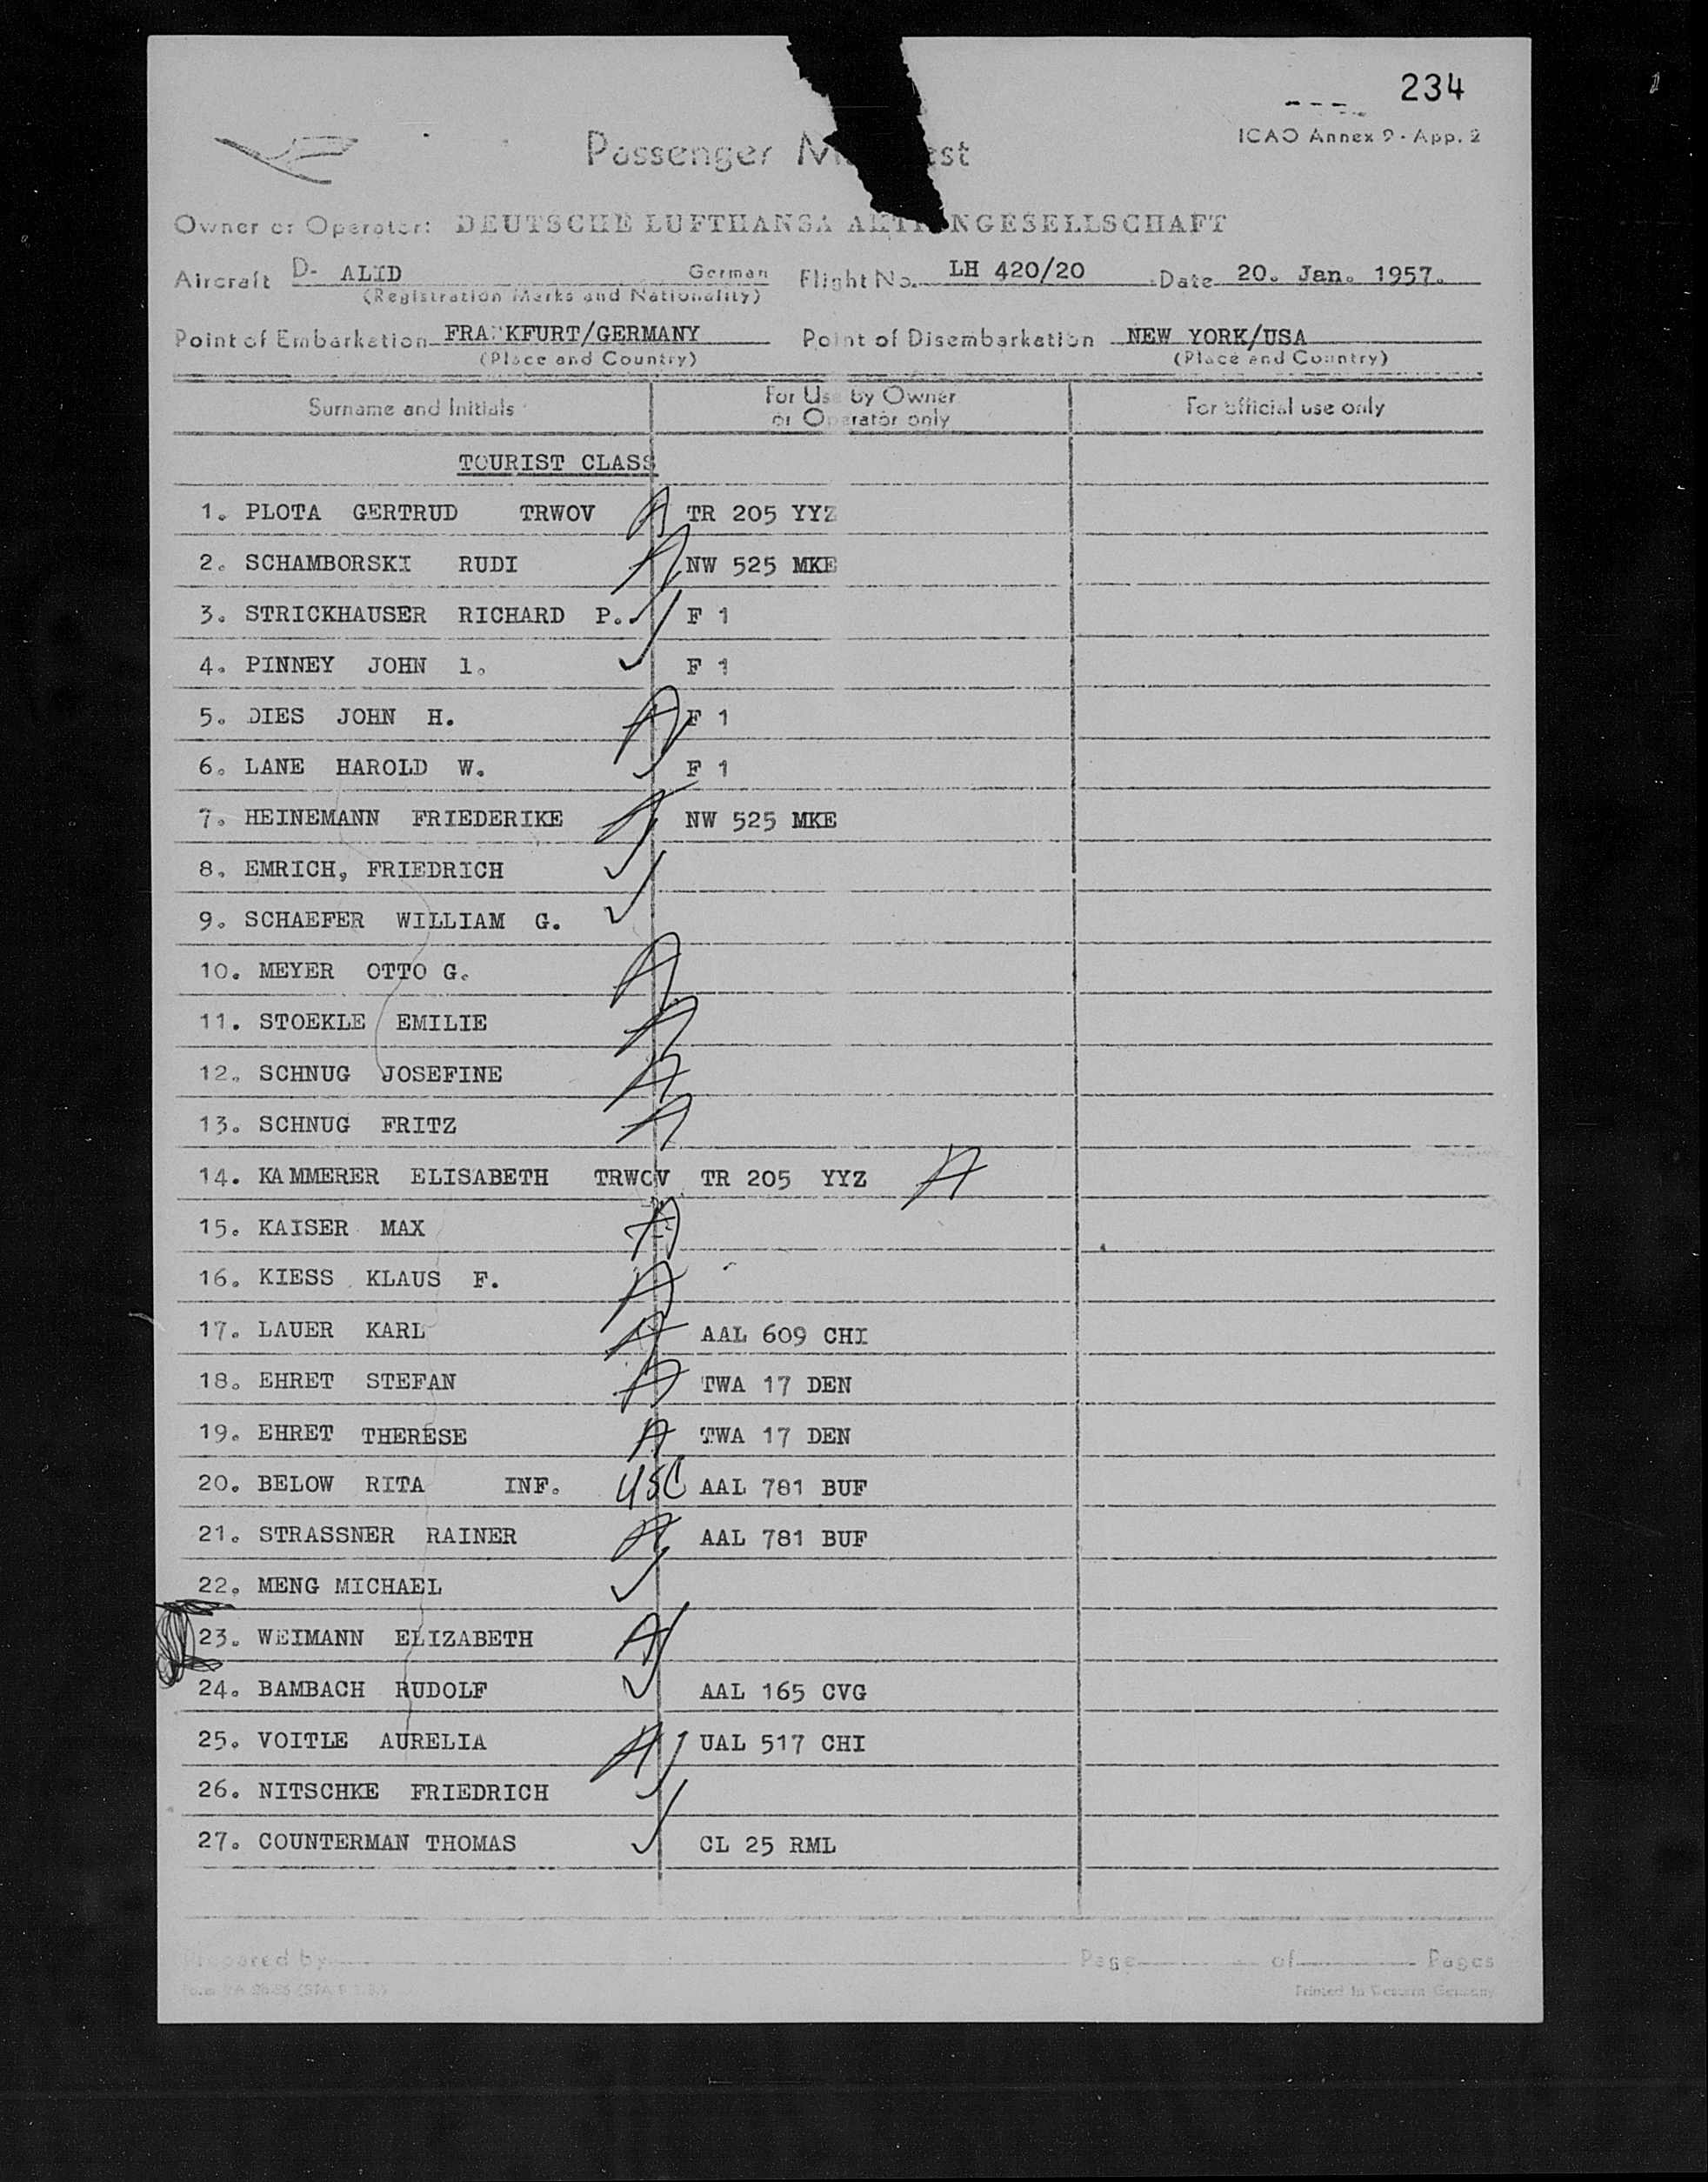 234
ICAO Annex 9 - App. 2
Passenger M est
Owner or Operator: DEUTSCHE LUFTHANSA AKTI NGESELLSCHAFT
Aircraft D- ALID German Flight No. LH 420/20 Date 20. Jan. 1957.
(Registration Marks and Nationality)
Point of Embarkation FRA KFURT/GERMANY Point of Disembarkation NEW YORK/USA
(Place and Country) (Place and Country)
Surname and Initials For Use by Owner or Operator only For official use only
TOURIST CLASS
1. PLOTA GERTRUD TRWOV A TR 205 YYZ
2. SCHAMBORSKI RUDI A NW 525 MKE
3. STRICKHAUSER RICHARD P. F 1
4. PINNEY JOHN l. F 1
5. DIES JOHN H. A F 1
6. LANE HAROLD W. F 1
7. HEINEMANN FRIEDERIKE A NW 525 MKE
8. EMRICH, FRIEDRICH
9. SCHAEFER WILLIAM G.
10. MEYER OTTO G. A
11. STOEKLE EMILIE A
12. SCHNUG JOSEFINE A
13. SCHNUG FRITZ A
14. KAMMERER ELISABETH TRWOV TR 205 YYZ A
15. KAISER MAX A
16. KIESS KLAUS F. A
17. LAUER KARL A AAL 609 CHI
18. EHRET STEFAN A TWA 17 DEN
19. EHRET THERESE A TWA 17 DEN
20. BELOW RITA INF. USC AAL 781 BUF
21. STRASSNER RAINER A AAL 781 BUF
22. MENG MICHAEL
23. WEIMANN ELIZABETH A
24. BAMBACH RUDOLF AAL 165 CVG
25. VOITLE AURELIA A UAL 517 CHI
26. NITSCHKE FRIEDRICH
27. COUNTERMAN THOMAS CL 25 RML
Prepared by Page of Pages
Printed in Western Germany